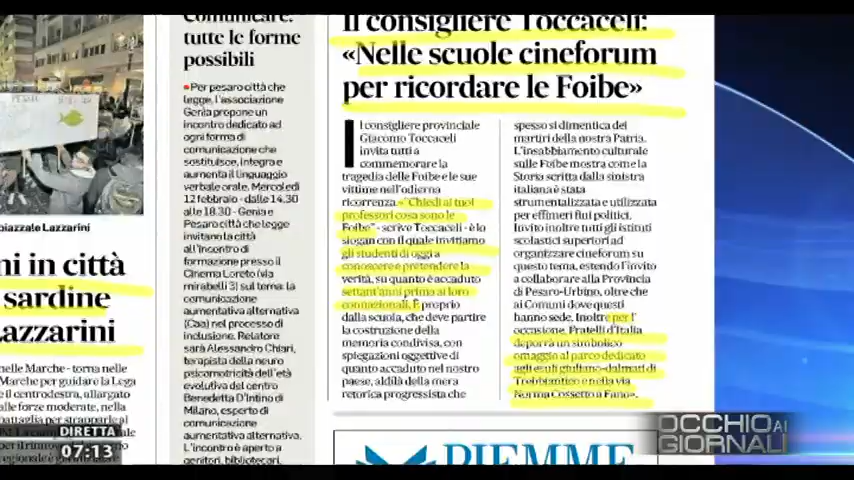 piazzale Lazzarini
ni in città
sardine
Lazzarini
nelle Marche - torna nelle
Marche per guidare la Lega
e il centrodestra, allargato
alle forze moderate, nella
DIRETTA
07:13
comunicare:
tutte le forme
possibili
Per pesaro città che
legge, l'associazione
Genia propone un
incontro dedicato ad
ogni forma di
comunicazione che
sostituisce, integra e
aumenta il linguaggio
verbale orale. Mercoledì
12 febbraio - dalle 14.30
alle 18.30 - Genia e
Pesaro città che legge
invitano la città
all'incontro di
formazione presso il
Cinema Loreto (via
mirabelli 3) sul tema: la
comunicazione
aumentativa alternativa
(Caa) nel processo di
inclusione. Relatore
sarà Alessandro Chiari,
terapista della neuro
psicomotricità dell'età
evolutiva del centro
Benedetta D'Intino di
Milano, esperto di
comunicazione
aumentativa alternativa.
L'incontro è aperto a
genitori, bibliotecari,
Il consigliere Toccaceli:
«Nelle scuole cineforum
per ricordare le Foibe»
Il consigliere provinciale
Giacomo Toccaceli
invita tutti a
commemorare la
tragedia delle Foibe e le sue
vittime nell'odierna
ricorrenza. «"Chiedi ai tuoi
professori cosa sono le
Foibe" - scrive Toccaceli - è lo
slogan con il quale invitiamo
gli studenti di oggi a
conoscere e pretendere la
verità, su quanto è accaduto
settant'anni prima ai loro
connazionali. È proprio
dalla scuola, che deve partire
la costruzione della
memoria condivisa, con
spiegazioni oggettive di
quanto accaduto nel nostro
paese, aldilà della mera
retorica progressista che
spesso si dimentica dei
martiri della nostra Patria.
L'insabbiamento culturale
sulle Foibe mostra come la
Storia scritta dalla sinistra
italiana è stata
strumentalizzata e utilizzata
per effimeri fini politici.
Invito inoltre tutti gli istituti
scolastici superiori ad
organizzare cineforum su
questo tema, estendo l'invito
a collaborare alla Provincia
di Pesaro-Urbino, oltre che
ai Comuni dove questi
hanno sede. Inoltre per l'
occasione, Fratelli d'Italia
deporrà un simbolico
omaggio al parco dedicato
agli esuli giuliano-dalmati di
Trebbiantico e nella via
Norma Cossetto a Fano».
PIEMME
OCCHIO AI
GIORNALI